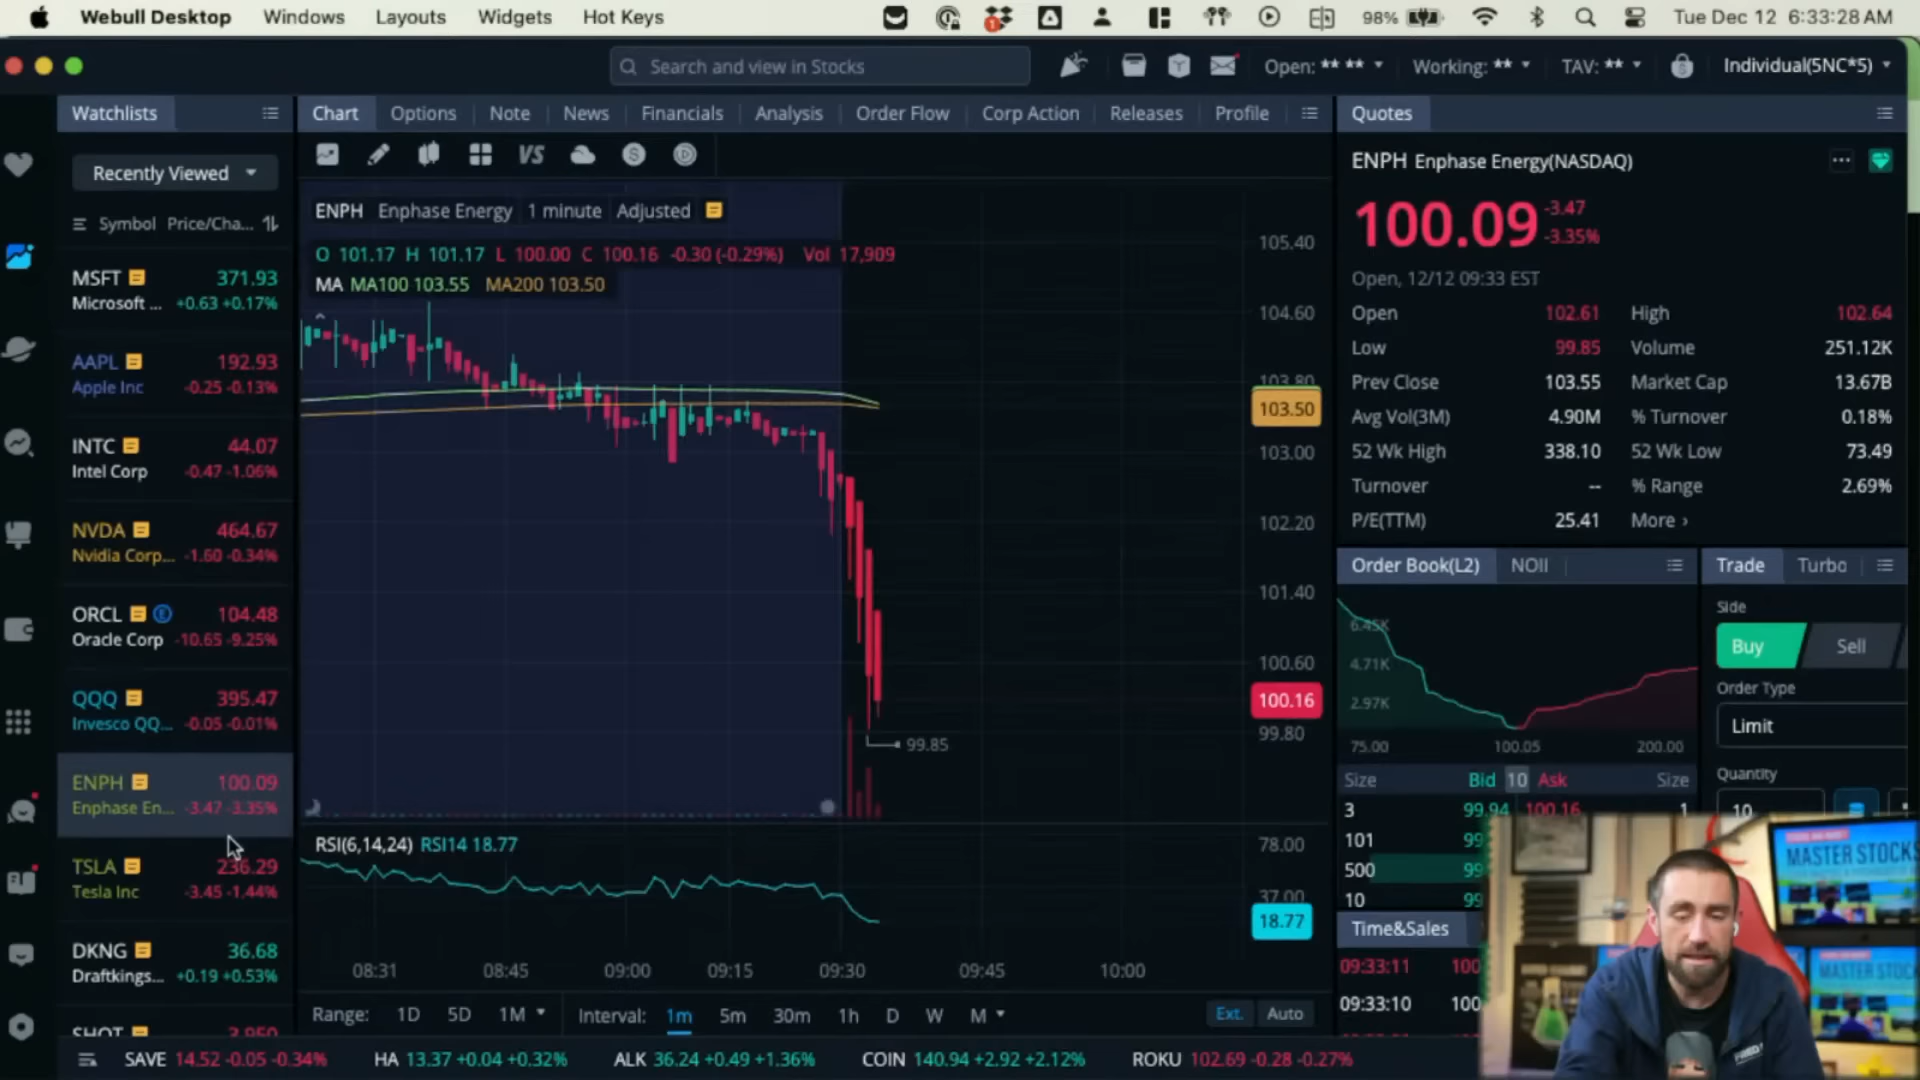 Webull Desktop Windows Layouts Widgets Hot Keys 98% Tue Dec 12 6:33:28 AM
Search and view in Stocks Open: ** ** Working: ** TAV: ** Individual(5NC*5)
Watchlists
Recently Viewed
Symbol Price/Cha...
MSFT 371.93
Microsoft ... +0.63 +0.17%
AAPL 192.93
Apple Inc -0.25 -0.13%
INTC 44.07
Intel Corp -0.47 -1.06%
NVDA 464.67
Nvidia Corp... -1.60 -0.34%
ORCL E 104.48
Oracle Corp -10.65 -9.25%
QQQ 395.47
Invesco QQ... -0.05 -0.01%
ENPH 100.09
Enphase En... -3.47 -3.35%
TSLA 236.29
Tesla Inc -3.45 -1.44%
DKNG 36.68
Draftkings... +0.19 +0.53%
SHOT 3.950
Chart Options Note News Financials Analysis Order Flow Corp Action Releases Profile
VS
ENPH Enphase Energy 1 minute Adjusted
O 101.17 H 101.17 L 100.00 C 100.16 -0.30 (-0.29%) Vol 17,909
MA MA100 103.55 MA200 103.50
105.40
104.60
103.80
103.50
103.00
102.20
101.40
100.60
100.16
99.80
99.85
RSI(6,14,24) RSI14 18.77
78.00
37.00
18.77
08:31 08:45 09:00 09:15 09:30 09:45 10:00
Range: 1D 5D 1M Interval: 1m 5m 30m 1h D W M Ext. Auto
Quotes
ENPH Enphase Energy(NASDAQ)
100.09 -3.47
-3.35%
Open, 12/12 09:33 EST
Open 102.61 High 102.64
Low 99.85 Volume 251.12K
Prev Close 103.55 Market Cap 13.67B
Avg Vol(3M) 4.90M % Turnover 0.18%
52 Wk High 338.10 52 Wk Low 73.49
Turnover -- % Range 2.69%
P/E(TTM) 25.41 More ›
Order Book(L2) NOII
6.45K
4.71K
2.97K
75.00 100.05 200.00
Size Bid 10 Ask Size
3 99.94 100.16 1
101 99
500 99
10 99
Time&Sales
09:33:11 100
09:33:10 100
Trade Turbo
Side
Buy Sell
Order Type
Limit
Quantity
10
MASTER STOCKS
MASTER STOC
SAVE 14.52 -0.05 -0.34% HA 13.37 +0.04 +0.32% ALK 36.24 +0.49 +1.36% COIN 140.94 +2.92 +2.12% ROKU 102.69 -0.28 -0.27%